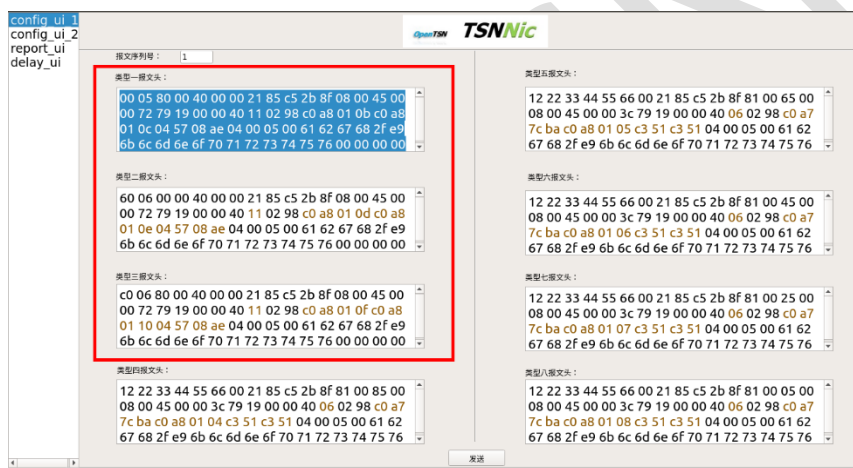 config_ui_1
config_ui_2
report_ui
delay_ui
OpenTSN TSNNic
报文序列号： 1
类型一报文头：
00 05 80 00 40 00 00 21 85 c5 2b 8f 08 00 45 00
00 72 79 19 00 00 40 11 02 98 c0 a8 01 0b c0 a8
01 0c 04 57 08 ae 04 00 05 00 61 62 67 68 2f e9
6b 6c 6d 6e 6f 70 71 72 73 74 75 76 00 00 00 00
类型二报文头：
60 06 00 00 40 00 00 21 85 c5 2b 8f 08 00 45 00
00 72 79 19 00 00 40 11 02 98 c0 a8 01 0d c0 a8
01 0e 04 57 08 ae 04 00 05 00 61 62 67 68 2f e9
6b 6c 6d 6e 6f 70 71 72 73 74 75 76 00 00 00 00
类型三报文头：
c0 06 80 00 40 00 00 21 85 c5 2b 8f 08 00 45 00
00 72 79 19 00 00 40 11 02 98 c0 a8 01 0f c0 a8
01 10 04 57 08 ae 04 00 05 00 61 62 67 68 2f e9
6b 6c 6d 6e 6f 70 71 72 73 74 75 76 00 00 00 00
类型四报文头：
12 22 33 44 55 66 00 21 85 c5 2b 8f 81 00 85 00
08 00 45 00 00 3c 79 19 00 00 40 06 02 98 c0 a7
7c ba c0 a8 01 04 c3 51 c3 51 04 00 05 00 61 62
67 68 2f e9 6b 6c 6d 6e 6f 70 71 72 73 74 75 76
类型五报文头：
12 22 33 44 55 66 00 21 85 c5 2b 8f 81 00 65 00
08 00 45 00 00 3c 79 19 00 00 40 06 02 98 c0 a7
7c ba c0 a8 01 05 c3 51 c3 51 04 00 05 00 61 62
67 68 2f e9 6b 6c 6d 6e 6f 70 71 72 73 74 75 76
类型六报文头：
12 22 33 44 55 66 00 21 85 c5 2b 8f 81 00 45 00
08 00 45 00 00 3c 79 19 00 00 40 06 02 98 c0 a7
7c ba c0 a8 01 06 c3 51 c3 51 04 00 05 00 61 62
67 68 2f e9 6b 6c 6d 6e 6f 70 71 72 73 74 75 76
类型七报文头：
12 22 33 44 55 66 00 21 85 c5 2b 8f 81 00 25 00
08 00 45 00 00 3c 79 19 00 00 40 06 02 98 c0 a7
7c ba c0 a8 01 07 c3 51 c3 51 04 00 05 00 61 62
67 68 2f e9 6b 6c 6d 6e 6f 70 71 72 73 74 75 76
类型八报文头：
12 22 33 44 55 66 00 21 85 c5 2b 8f 81 00 05 00
08 00 45 00 00 3c 79 19 00 00 40 06 02 98 c0 a7
7c ba c0 a8 01 08 c3 51 c3 51 04 00 05 00 61 62
67 68 2f e9 6b 6c 6d 6e 6f 70 71 72 73 74 75 76
发送